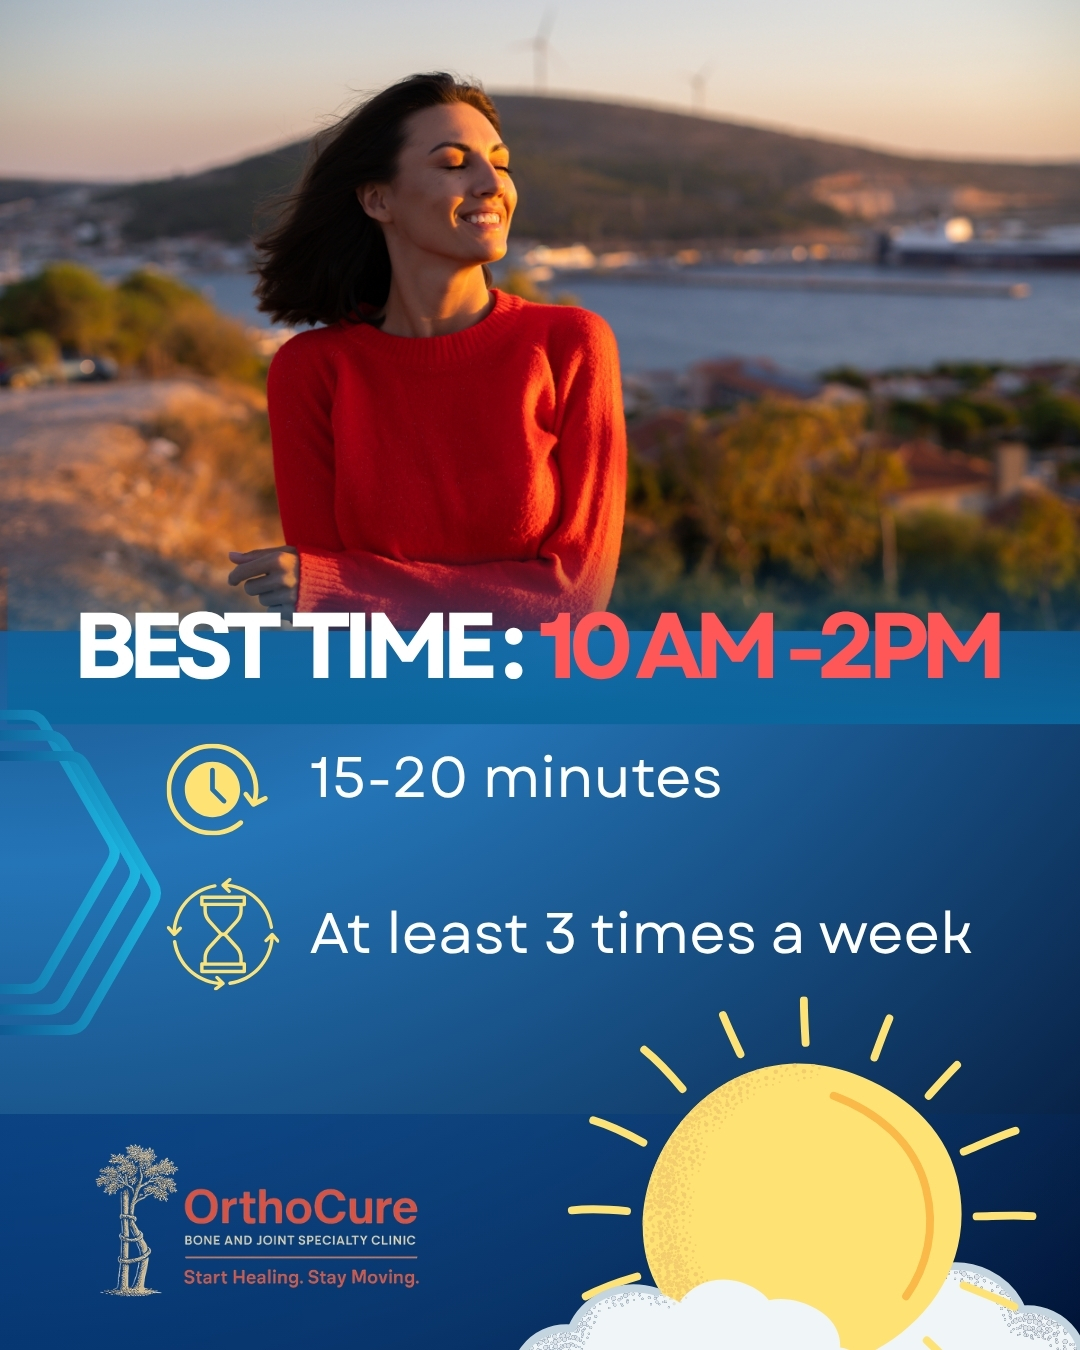 BEST TIME : 10 AM -2PM
15-20 minutes
At least 3 times a week
OrthoCure
BONE AND JOINT SPECIALTY CLINIC
Start Healing. Stay Moving.